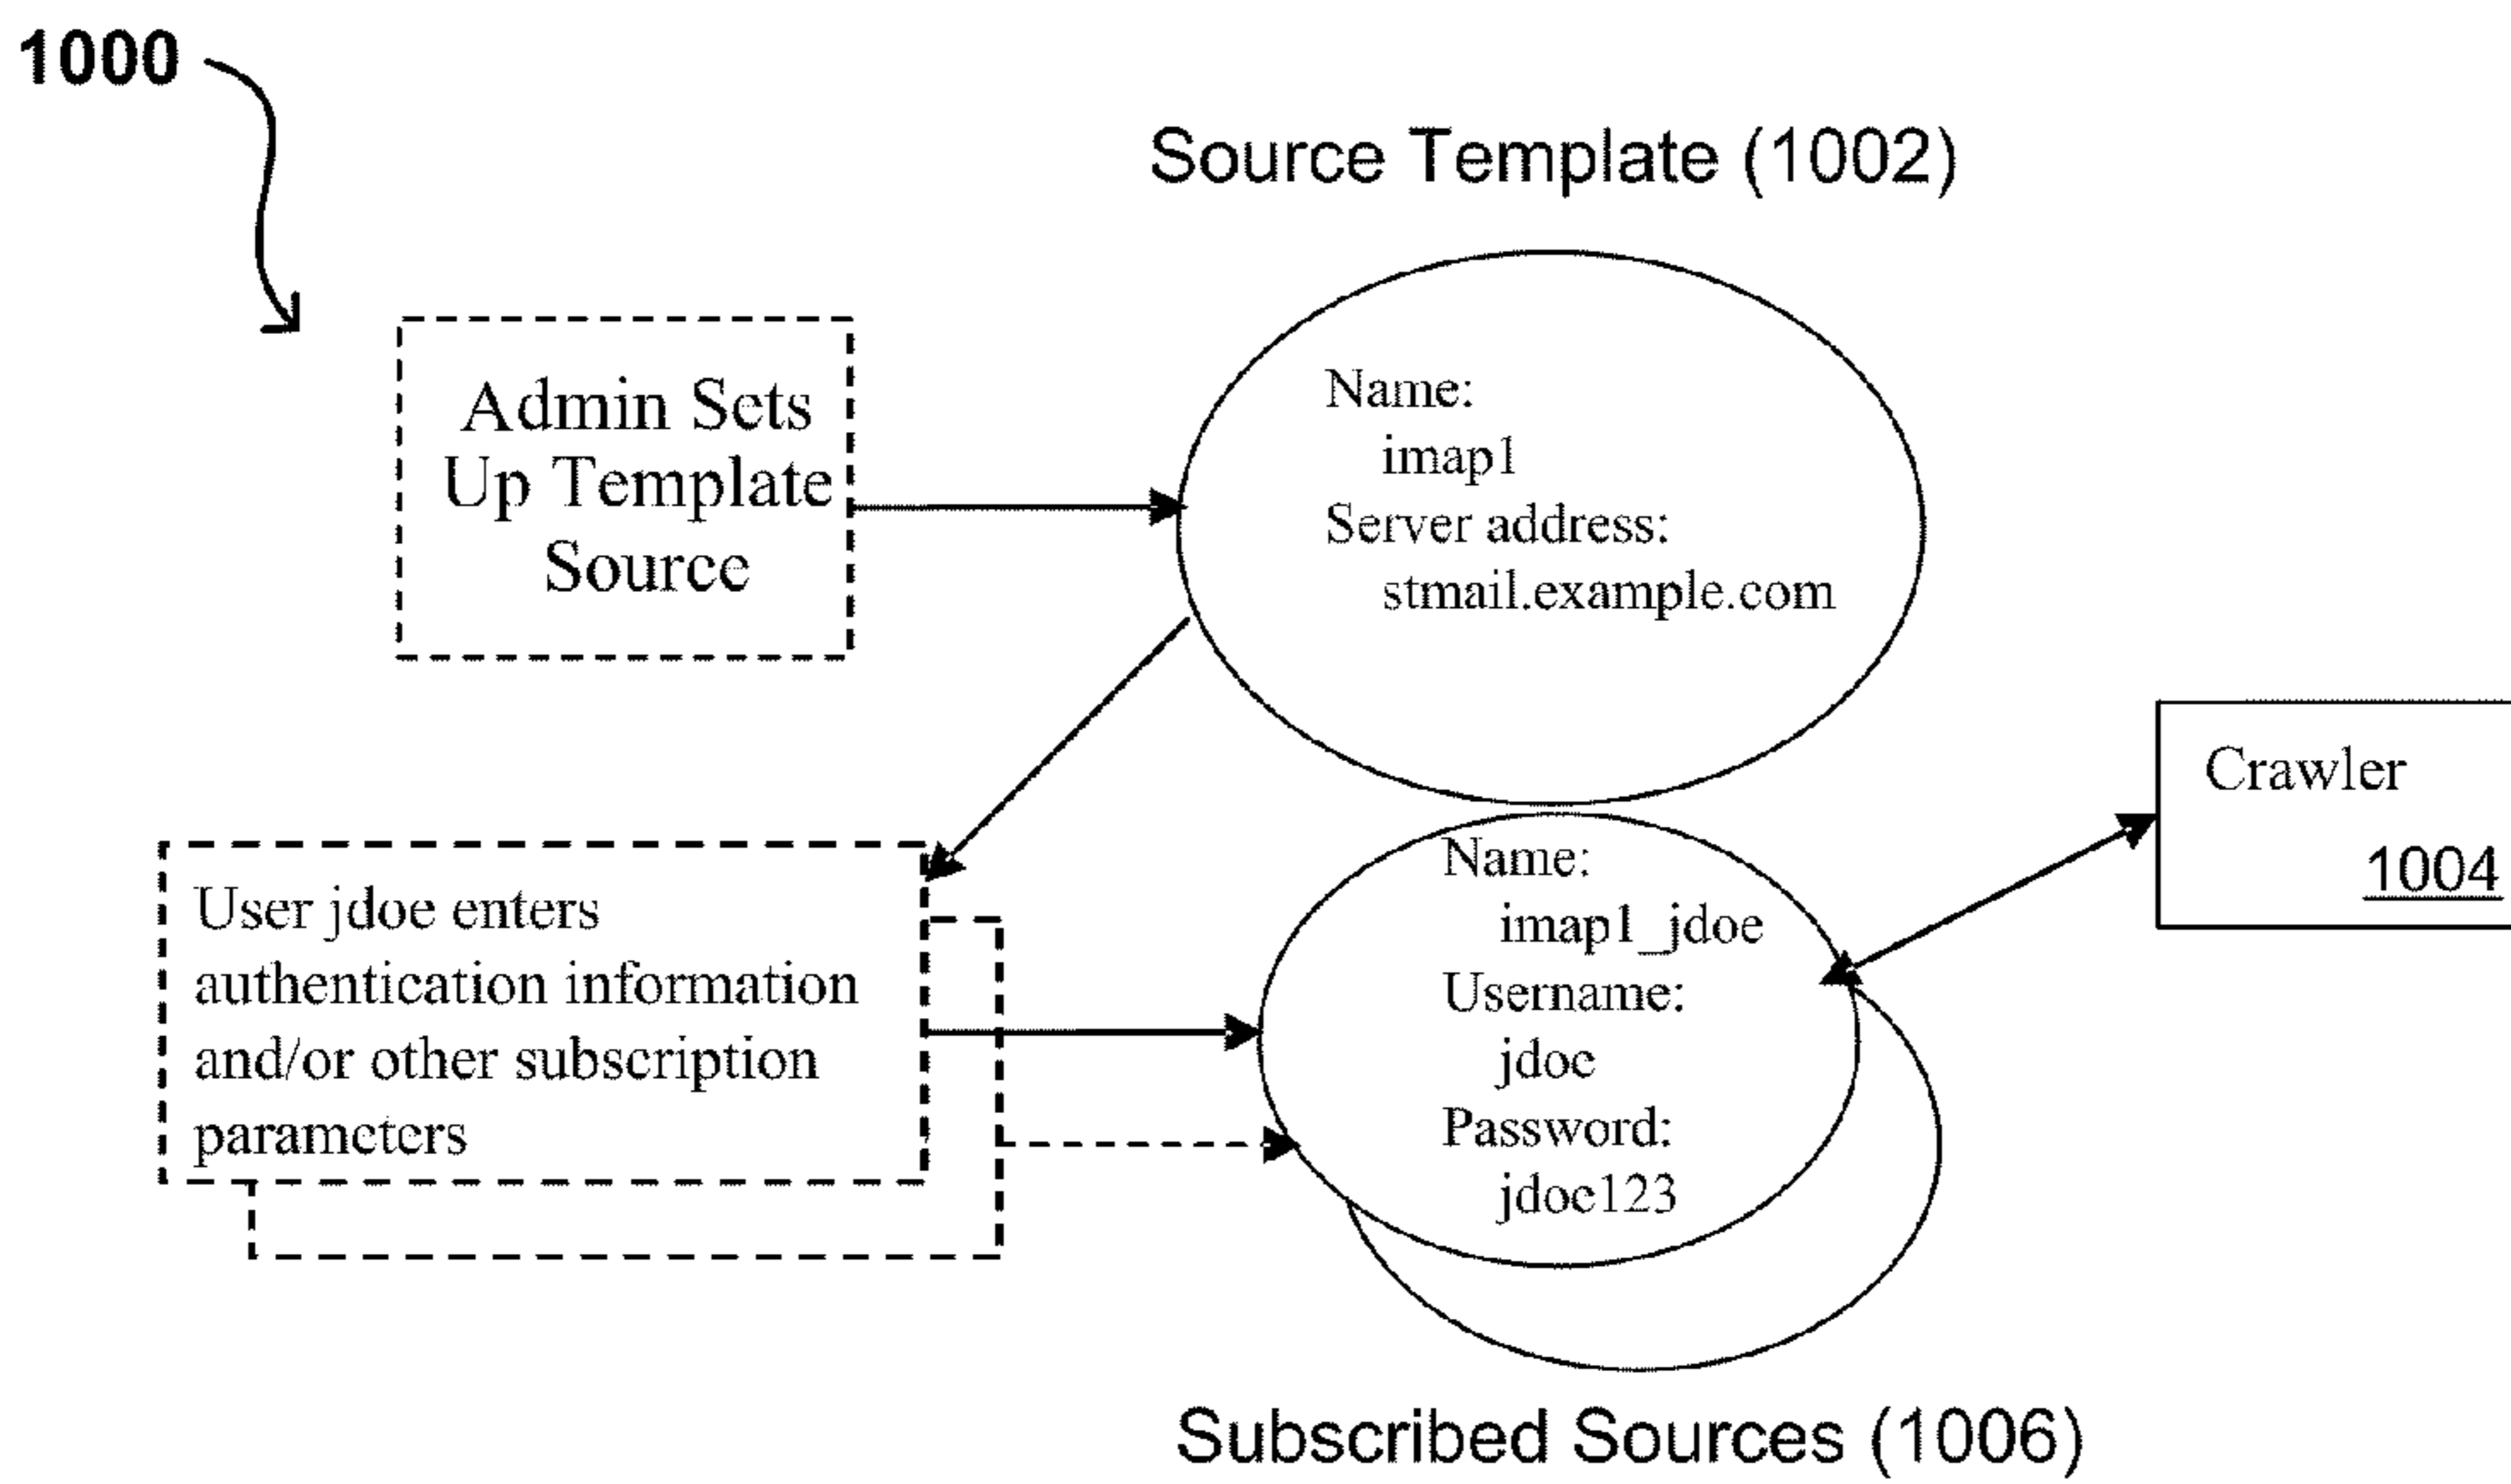 1000
Source Template (1002)
Admin Sets
Up Template
Source
Name:
imap1
Server address:
stmail.example.com
Crawler
1004
User jdoe enters
authentication information
and/or other subscription
parameters
Name:
imap1_jdoe
Username:
jdoe
Password:
jdoe123
Subscribed Sources (1006)